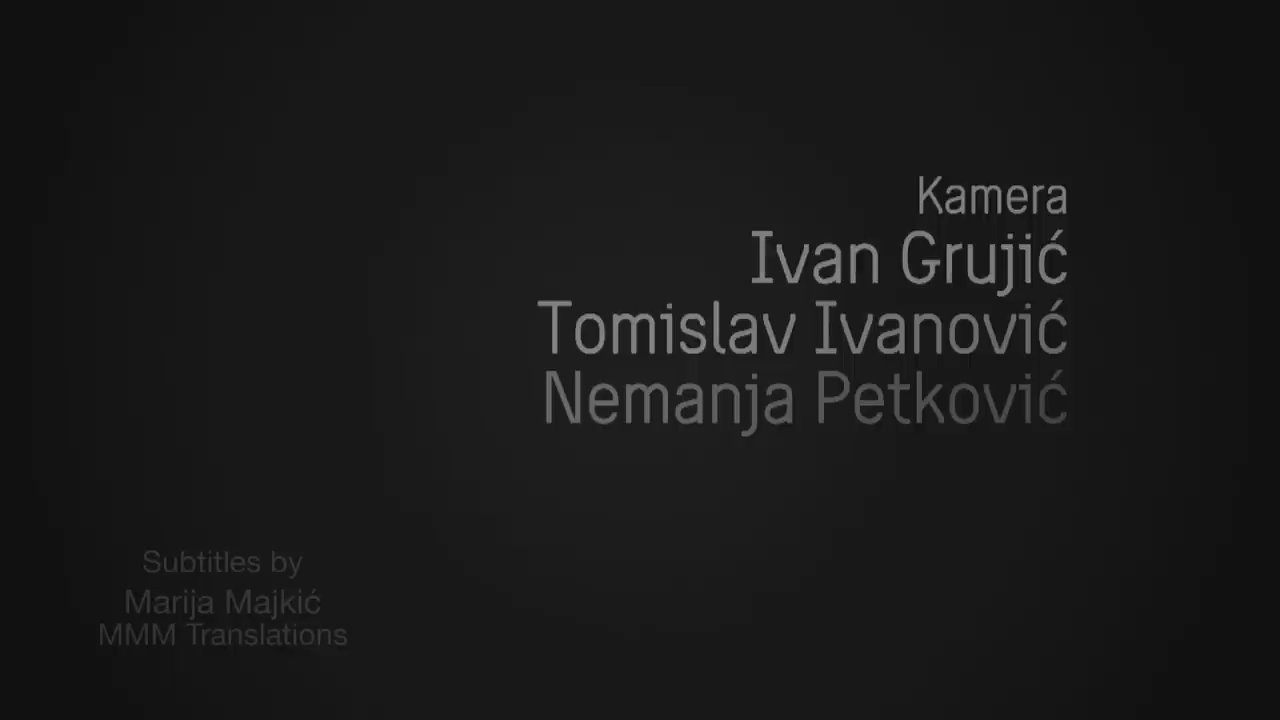 Kamera
Ivan Grujić
Tomislav Ivanović
Nemanja Petković
Subtitles by
Marija Majkić
MMM Translations